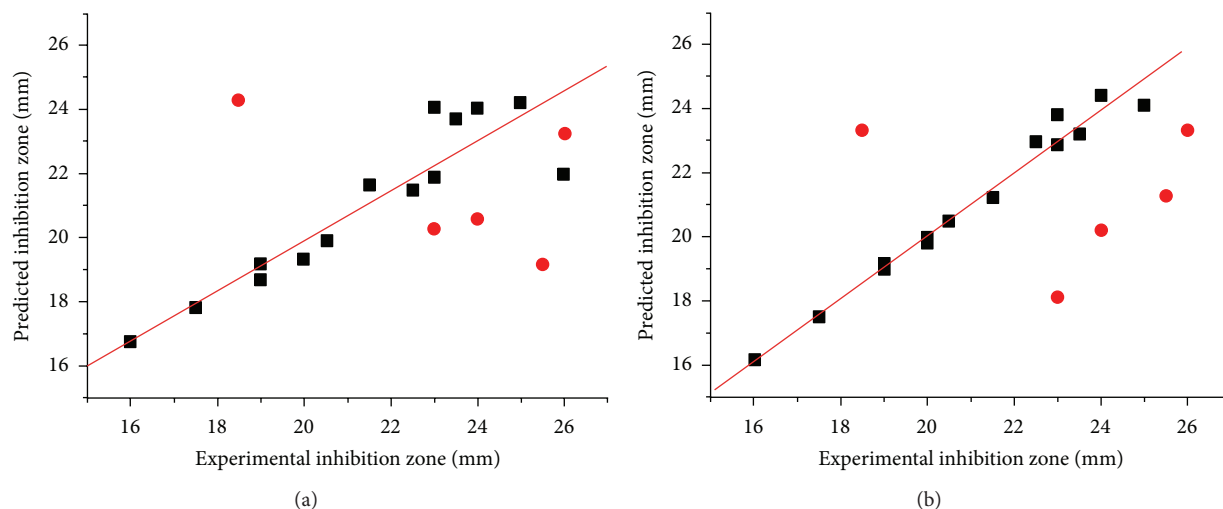 26
24
22
20
18
16
Predicted inhibition zone (mm)
16 18 20 22 24 26
Experimental inhibition zone (mm)
(a)
26
24
22
20
18
16
Predicted inhibition zone (mm)
16 18 20 22 24 26
Experimental inhibition zone (mm)
(b)